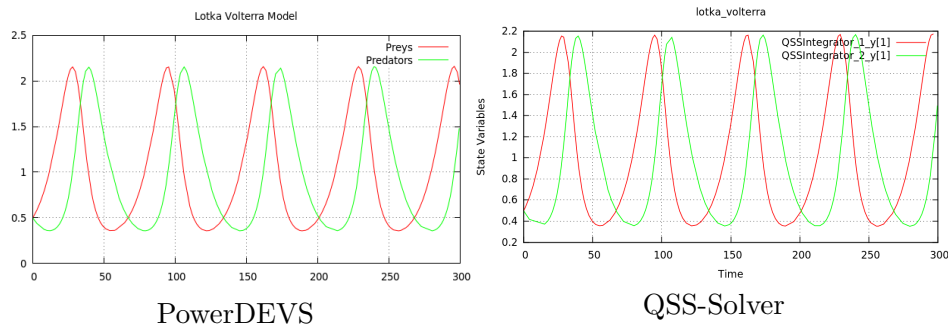 Lotka Volterra Model
Preys
Predators
2.5
2
1.5
1
0.5
0
0 50 100 150 200 250 300
PowerDEVS
lotka_volterra
QSSIntegrator_1_y[1]
QSSIntegrator_2_y[1]
State Variables
2.2
2
1.8
1.6
1.4
1.2
1
0.8
0.6
0.4
0.2
0 50 100 150 200 250 300
Time
QSS-Solver